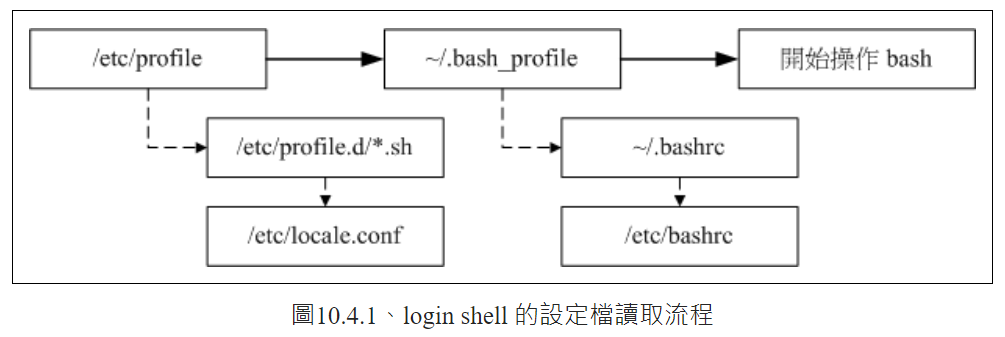 /etc/profile
~/.bash_profile
開始操作 bash
/etc/profile.d/*.sh
~/.bashrc
/etc/locale.conf
/etc/bashrc
圖10.4.1、login shell 的設定檔讀取流程